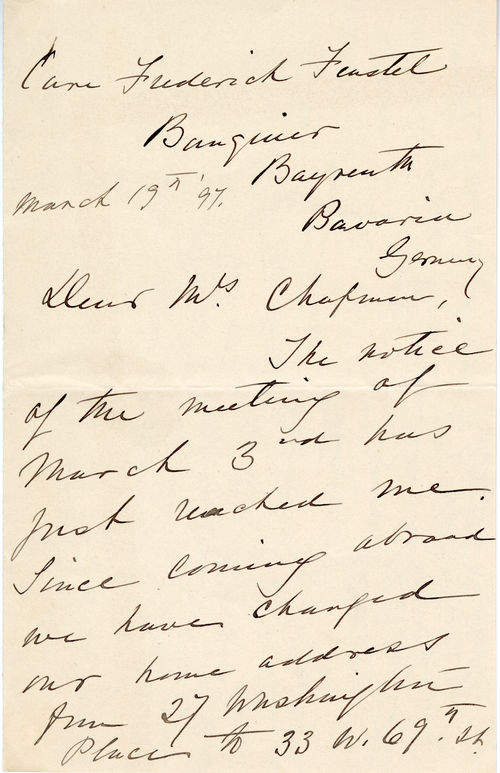 Care Frederick Feustel
Banquier
Bayreuth
March 19th '97.
Bavaria
Germany
Dear Mrs Chapman,
The notice
of the meeting of
March 3rd has
just reached me.
Since coming abroad
we have changed
our home address
from 27 Washington
Place to 33 W. 69.th St.